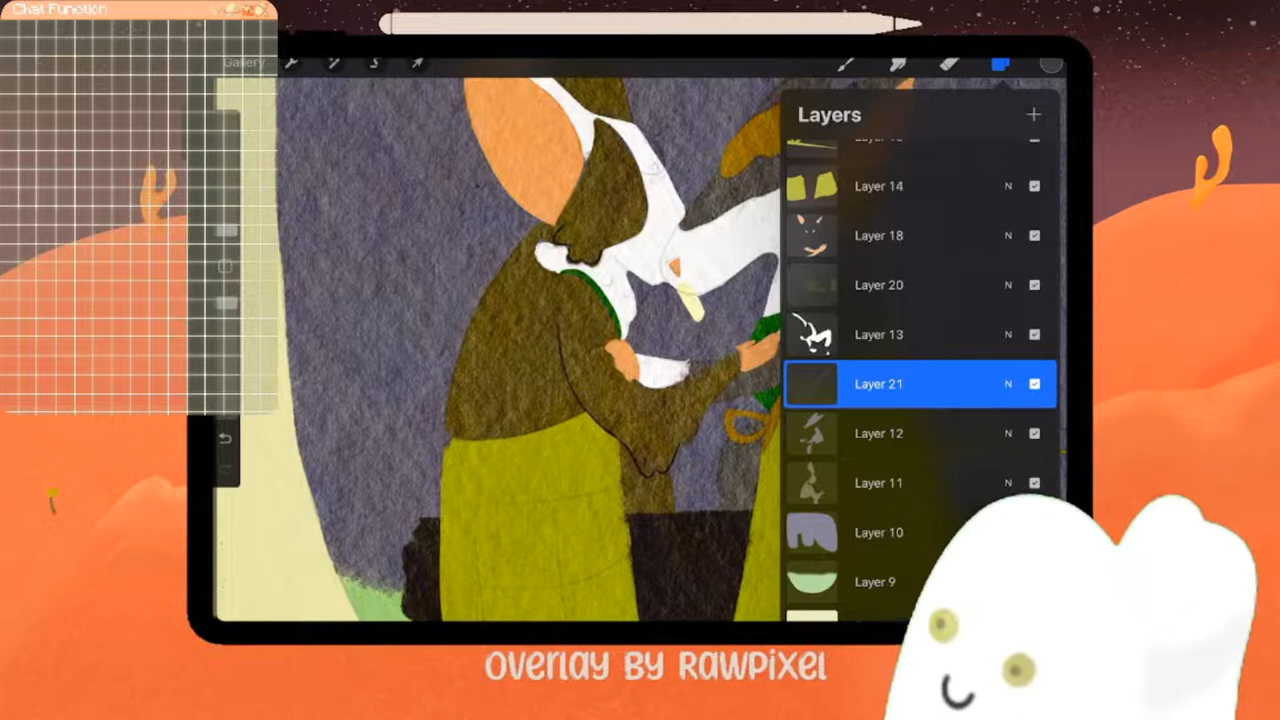 Chat Function
Gallery
Layers
Layer 14 N
Layer 18 N
Layer 20 N
Layer 13 N
Layer 21 N
Layer 12 N
Layer 11 N
Layer 10
Layer 9
OVERLAY BY RAWPIXEL